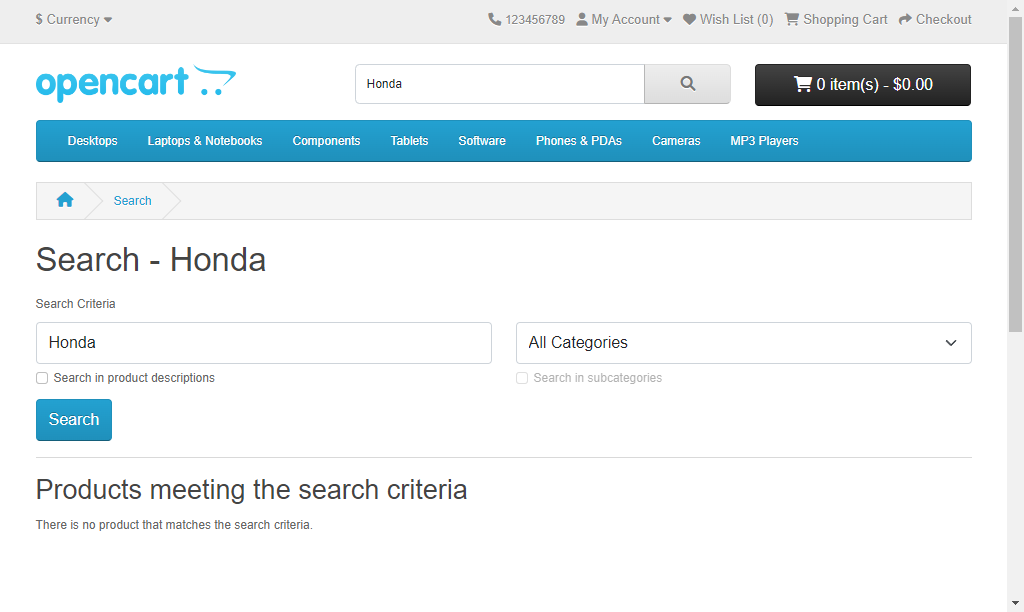 $ Currency 123456789 My Account Wish List (0) Shopping Cart Checkout
opencart Honda 0 item(s) - $0.00
Desktops Laptops & Notebooks Components Tablets Software Phones & PDAs Cameras MP3 Players
Search
Search - Honda
Search Criteria
Honda All Categories
Search in product descriptions Search in subcategories
Search
Products meeting the search criteria
There is no product that matches the search criteria.